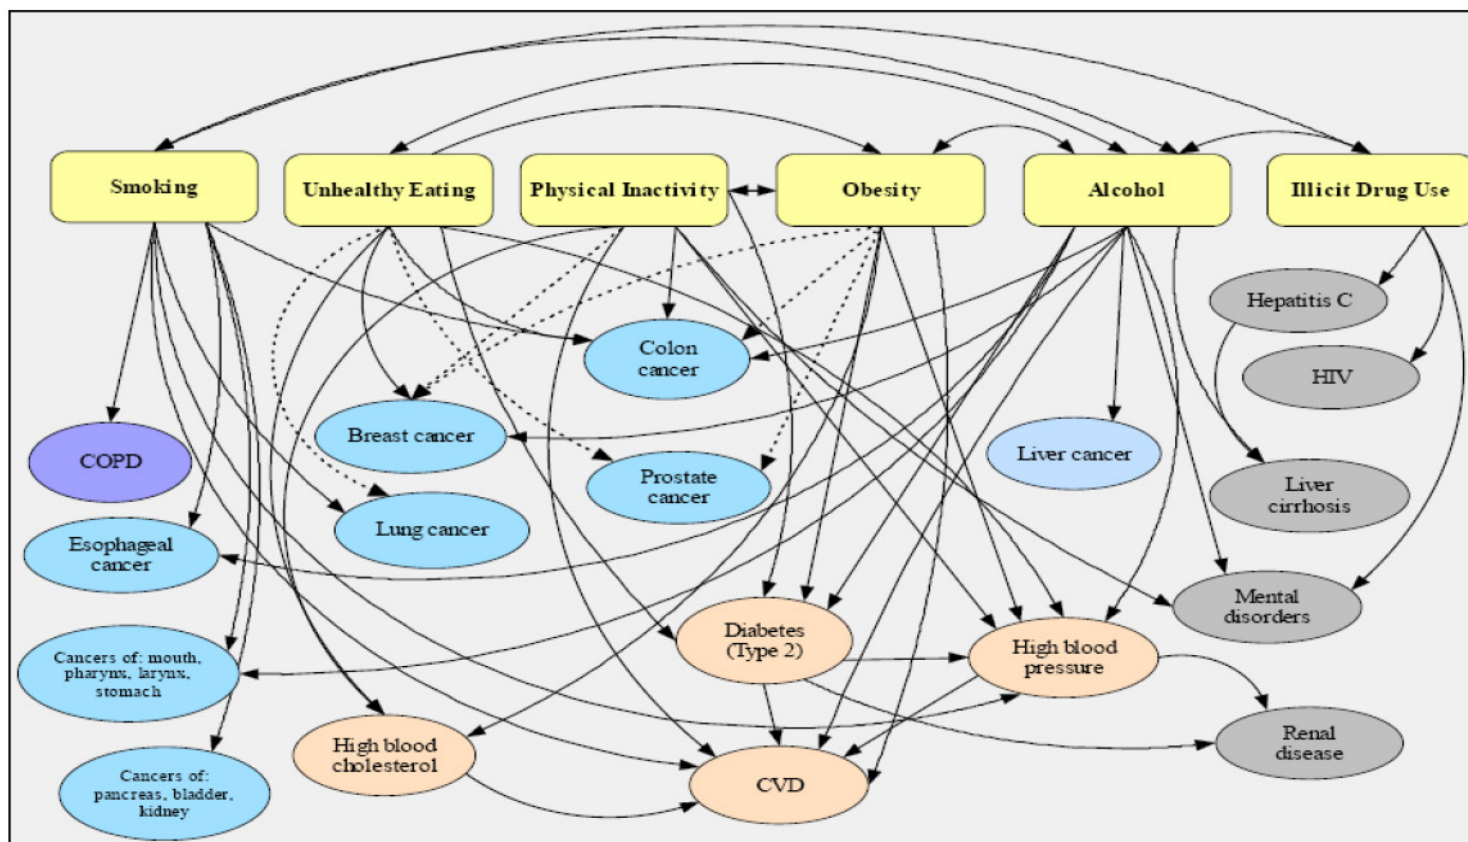 Smoking
Unhealthy Eating
Physical Inactivity
Obesity
Alcohol
Illicit Drug Use
Hepatitis C
Colon
cancer
HIV
Breast cancer
COPD
Liver cancer
Prostate
cancer
Liver
cirrhosis
Lung cancer
Esophageal
cancer
Mental
disorders
Diabetes
(Type 2)
High blood
pressure
Cancers of: mouth,
pharynx, larynx,
stomach
Renal
disease
High blood
cholesterol
CVD
Cancers of:
pancreas, bladder,
kidney